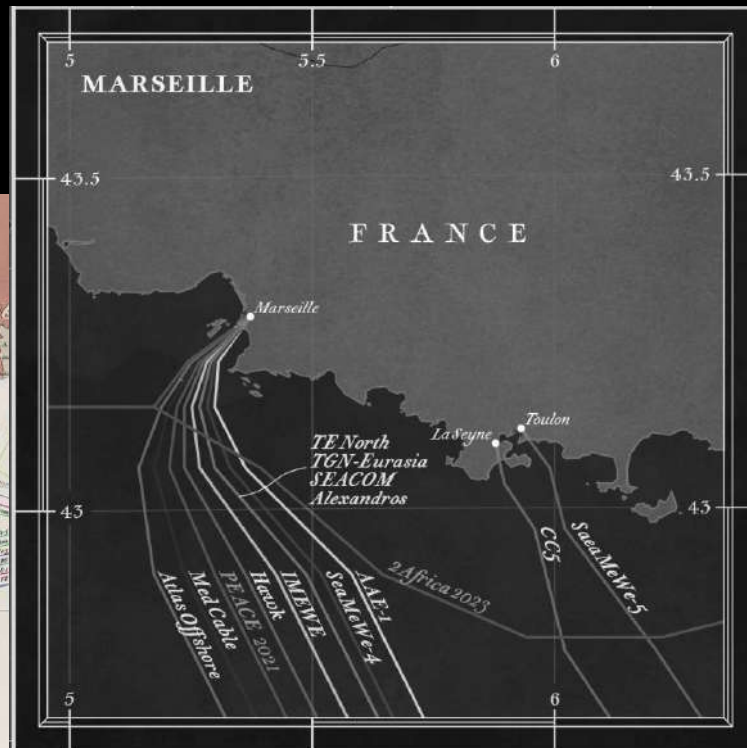 5
5.5
6
MARSEILLE
43.5
43.5
FRANCE
Marseille
La Seyne
Toulon
TE North
TGN-Eurasia
SEACOM
Alexandros
43
43
Atlas Offshore
Med Cable
PEACE 2021
Hawk
IMEWE
SeaMeWe-4
AAE-1
2Africa 2023
CC5
SaeaMeWe-5
5
6